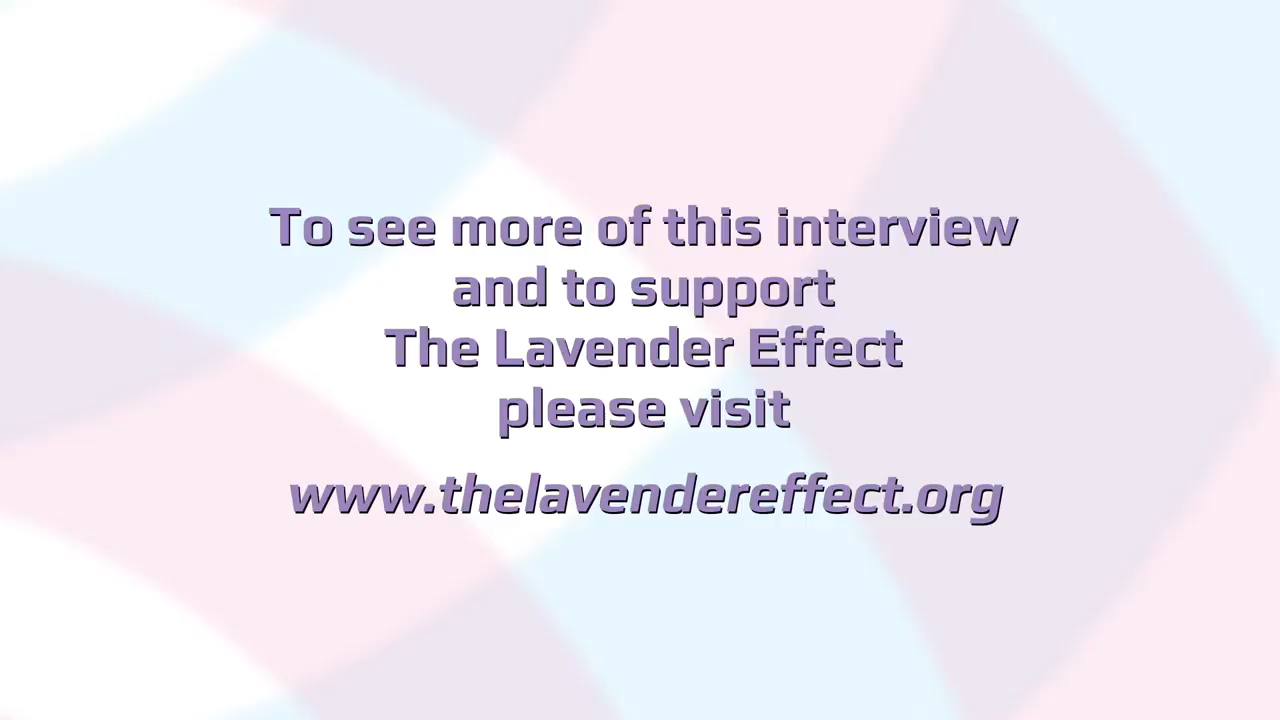 To see more of this interview
and to support
The Lavender Effect
please visit
www.thelavendereffect.org